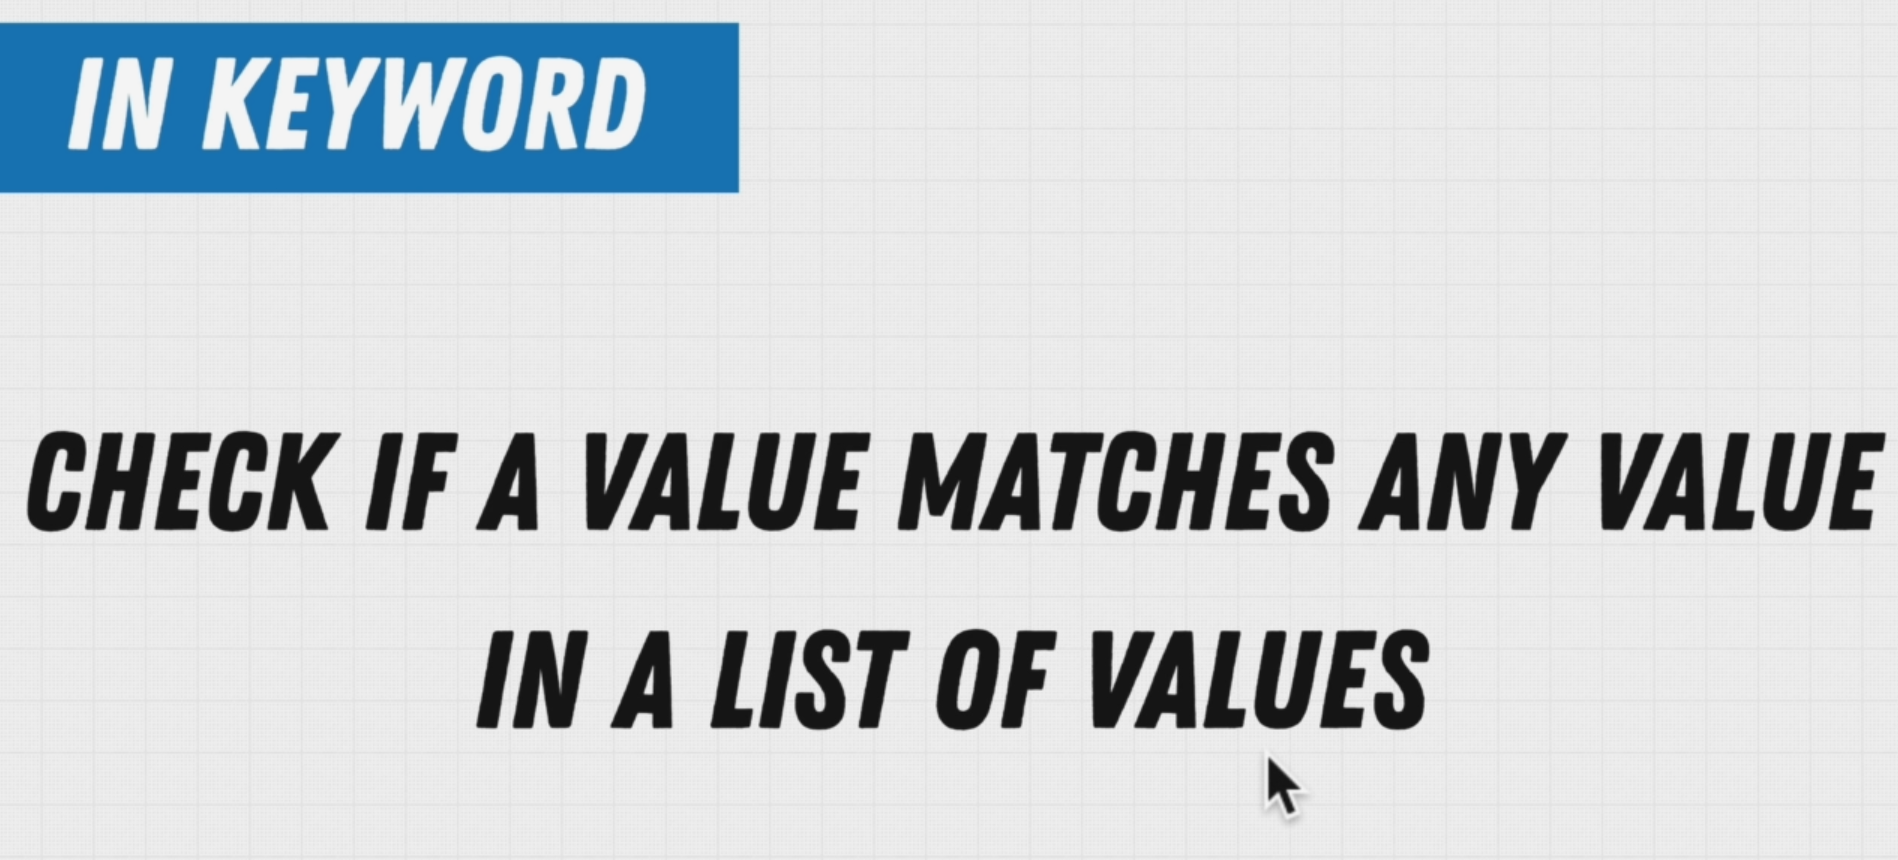 IN KEYWORD
CHECK IF A VALUE MATCHES ANY VALUE
IN A LIST OF VALUES